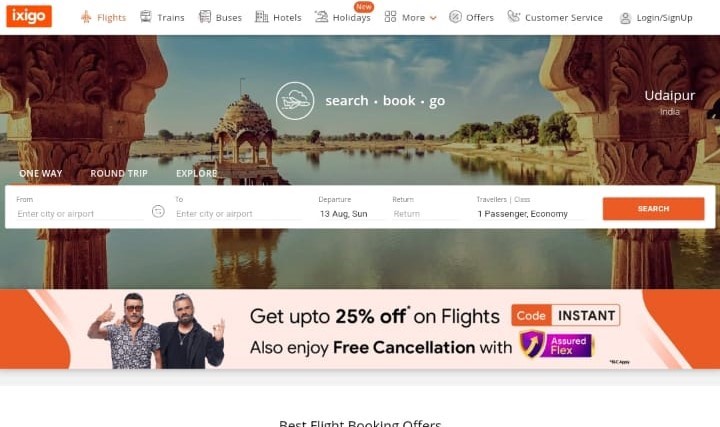 ixigo
Flights Trains Buses Hotels New Holidays More Offers Customer Service Login/SignUp
search • book • go
Udaipur
India
ONE WAY ROUND TRIP EXPLORE
From To Departure Return Travellers | Class
Enter city or airport Enter city or airport 13 Aug, Sun Return 1 Passenger, Economy SEARCH
Get upto 25% off* on Flights Code INSTANT
Also enjoy Free Cancellation with Assured Flex
*T&C Apply
Best Flight Booking Offers